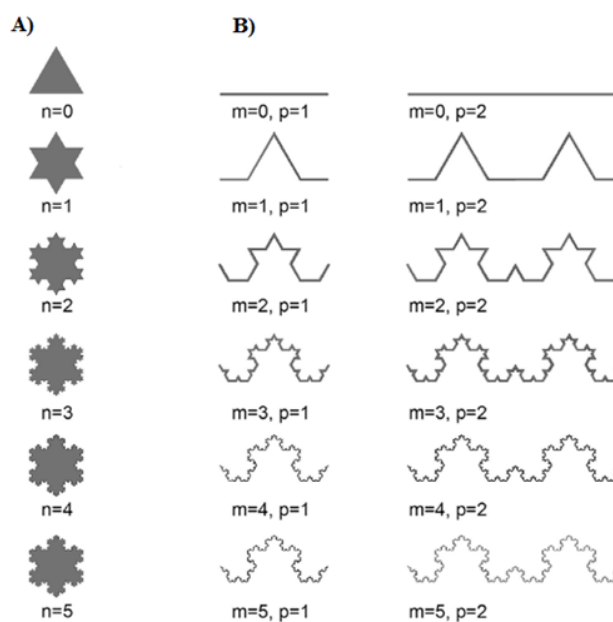 A) B)
n=0 m=0, p=1 m=0, p=2
n=1 m=1, p=1 m=1, p=2
n=2 m=2, p=1 m=2, p=2
n=3 m=3, p=1 m=3, p=2
n=4 m=4, p=1 m=4, p=2
n=5 m=5, p=1 m=5, p=2